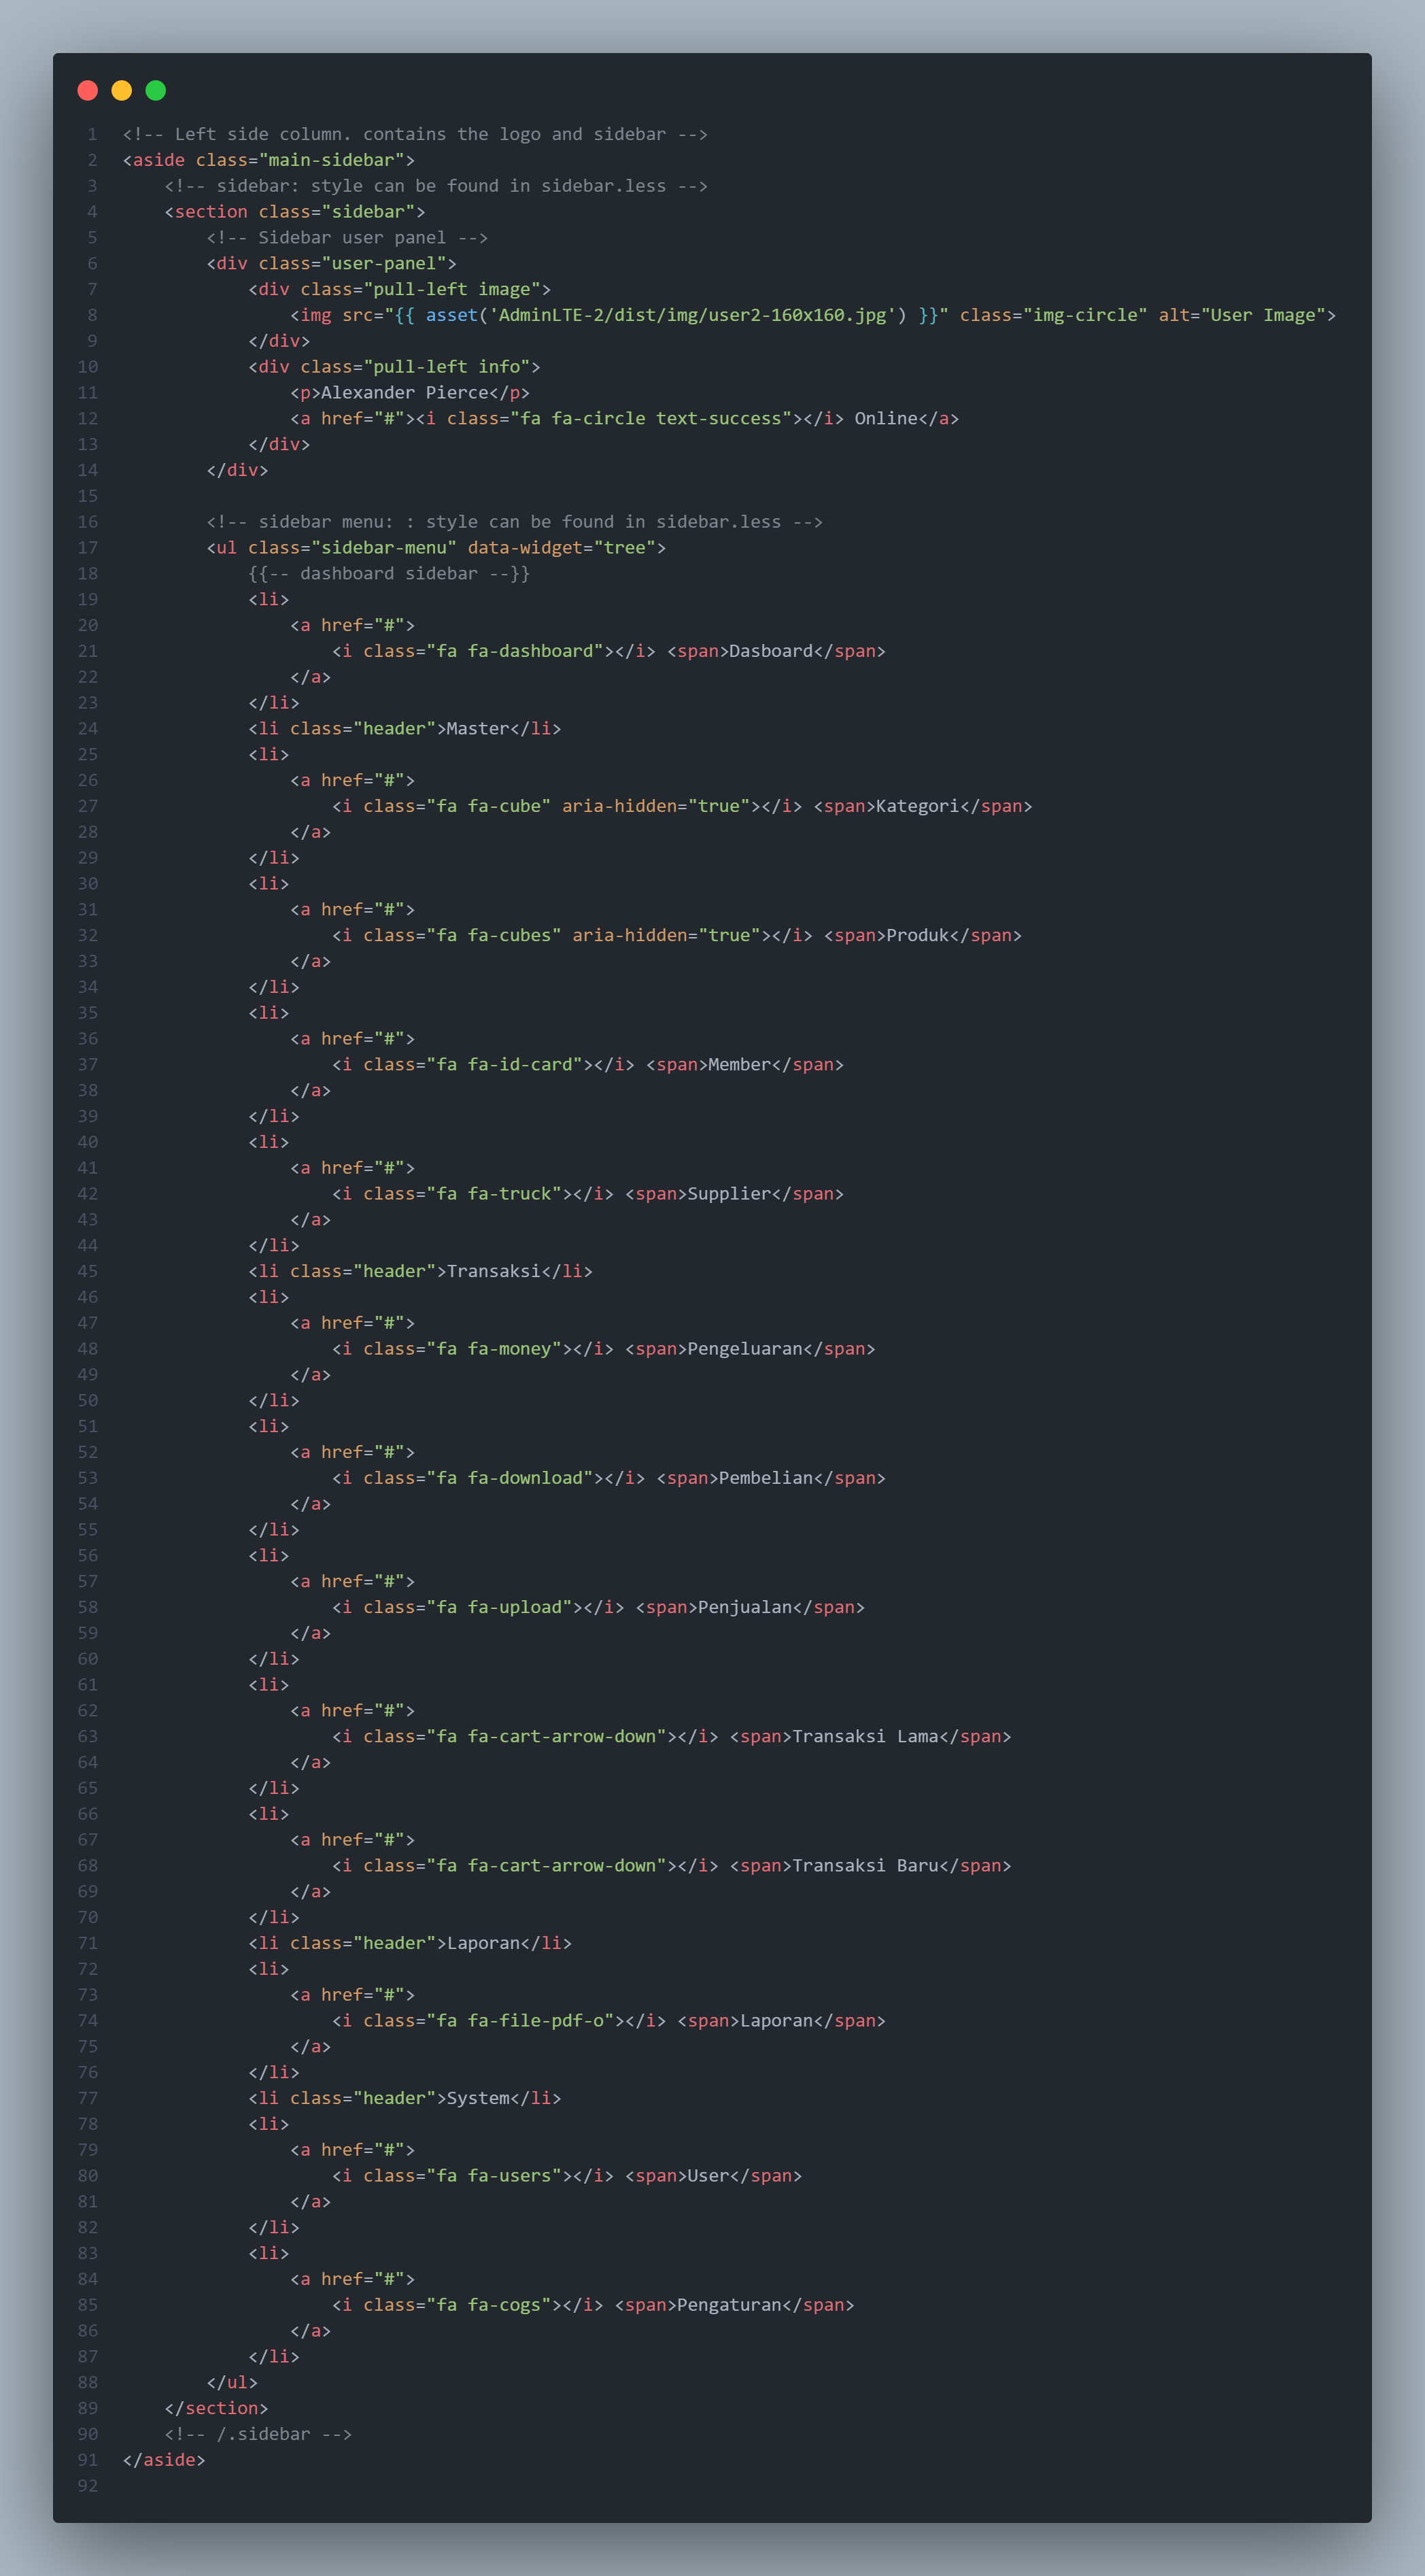 1 <!-- Left side column. contains the logo and sidebar -->
2 <aside class="main-sidebar">
3     <!-- sidebar: style can be found in sidebar.less -->
4     <section class="sidebar">
5         <!-- Sidebar user panel -->
6         <div class="user-panel">
7             <div class="pull-left image">
8                 <img src="{{ asset('AdminLTE-2/dist/img/user2-160x160.jpg') }}" class="img-circle" alt="User Image">
9             </div>
10             <div class="pull-left info">
11                 <p>Alexander Pierce</p>
12                 <a href="#"><i class="fa fa-circle text-success"></i> Online</a>
13             </div>
14         </div>
15
16         <!-- sidebar menu: : style can be found in sidebar.less -->
17         <ul class="sidebar-menu" data-widget="tree">
18             {{-- dashboard sidebar --}}
19             <li>
20                 <a href="#">
21                     <i class="fa fa-dashboard"></i> <span>Dasboard</span>
22                 </a>
23             </li>
24             <li class="header">Master</li>
25             <li>
26                 <a href="#">
27                     <i class="fa fa-cube" aria-hidden="true"></i> <span>Kategori</span>
28                 </a>
29             </li>
30             <li>
31                 <a href="#">
32                     <i class="fa fa-cubes" aria-hidden="true"></i> <span>Produk</span>
33                 </a>
34             </li>
35             <li>
36                 <a href="#">
37                     <i class="fa fa-id-card"></i> <span>Member</span>
38                 </a>
39             </li>
40             <li>
41                 <a href="#">
42                     <i class="fa fa-truck"></i> <span>Supplier</span>
43                 </a>
44             </li>
45             <li class="header">Transaksi</li>
46             <li>
47                 <a href="#">
48                     <i class="fa fa-money"></i> <span>Pengeluaran</span>
49                 </a>
50             </li>
51             <li>
52                 <a href="#">
53                     <i class="fa fa-download"></i> <span>Pembelian</span>
54                 </a>
55             </li>
56             <li>
57                 <a href="#">
58                     <i class="fa fa-upload"></i> <span>Penjualan</span>
59                 </a>
60             </li>
61             <li>
62                 <a href="#">
63                     <i class="fa fa-cart-arrow-down"></i> <span>Transaksi Lama</span>
64                 </a>
65             </li>
66             <li>
67                 <a href="#">
68                     <i class="fa fa-cart-arrow-down"></i> <span>Transaksi Baru</span>
69                 </a>
70             </li>
71             <li class="header">Laporan</li>
72             <li>
73                 <a href="#">
74                     <i class="fa fa-file-pdf-o"></i> <span>Laporan</span>
75                 </a>
76             </li>
77             <li class="header">System</li>
78             <li>
79                 <a href="#">
80                     <i class="fa fa-users"></i> <span>User</span>
81                 </a>
82             </li>
83             <li>
84                 <a href="#">
85                     <i class="fa fa-cogs"></i> <span>Pengaturan</span>
86                 </a>
87             </li>
88         </ul>
89     </section>
90     <!-- /.sidebar -->
91 </aside>
92